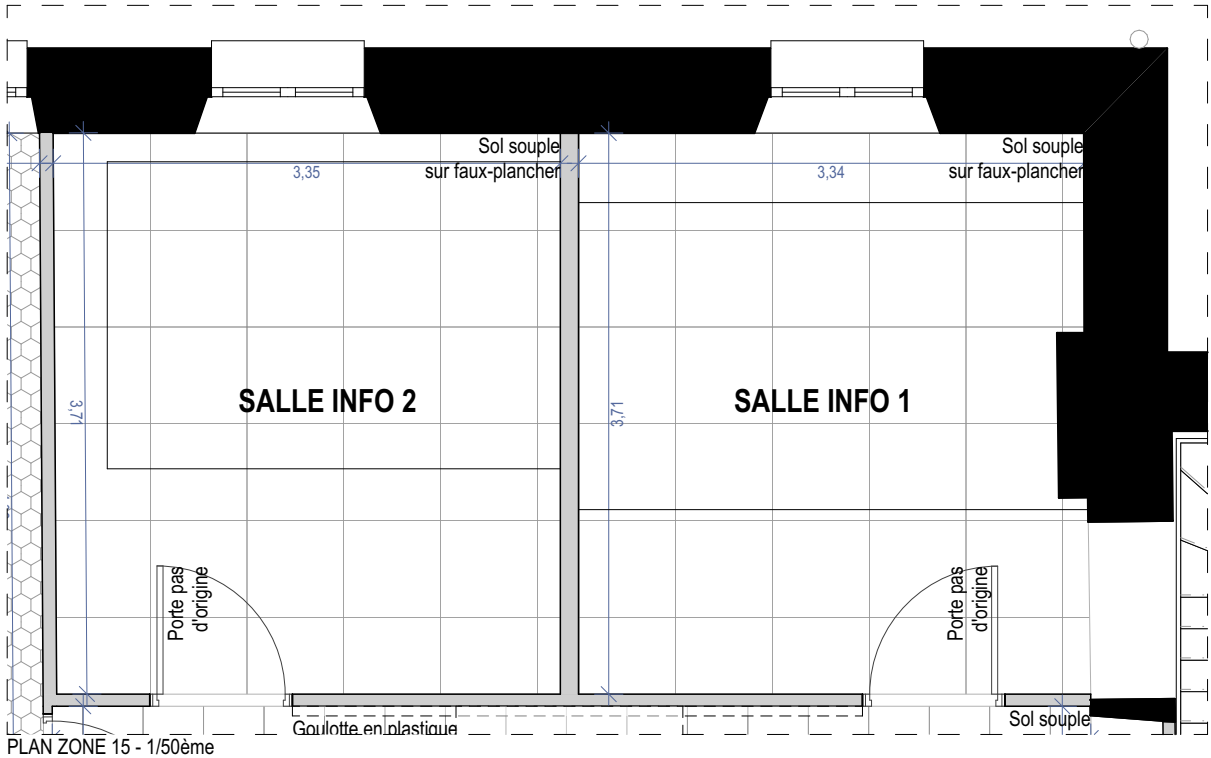 Sol souple
sur faux-plancher
Sol souple
sur faux-plancher
3,35
3,34
SALLE INFO 2
SALLE INFO 1
3,71
3,71
Porte pas
d'origine
Porte pas
d'origine
Goulotte en plastique
Sol souple
PLAN ZONE 15 - 1/50ème